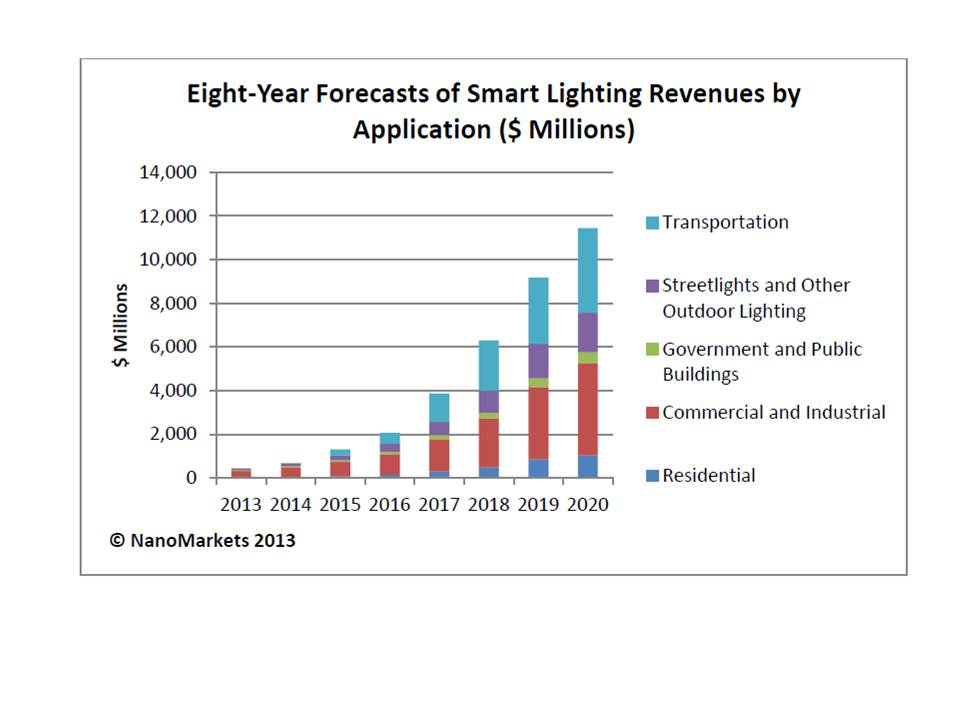 Eight-Year Forecasts of Smart Lighting Revenues by
Application ($ Millions)
$ Millions
14,000
12,000
10,000
8,000
6,000
4,000
2,000
0
2013 2014 2015 2016 2017 2018 2019 2020
Transportation
Streetlights and Other
Outdoor Lighting
Government and Public
Buildings
Commercial and Industrial
Residential
© NanoMarkets 2013